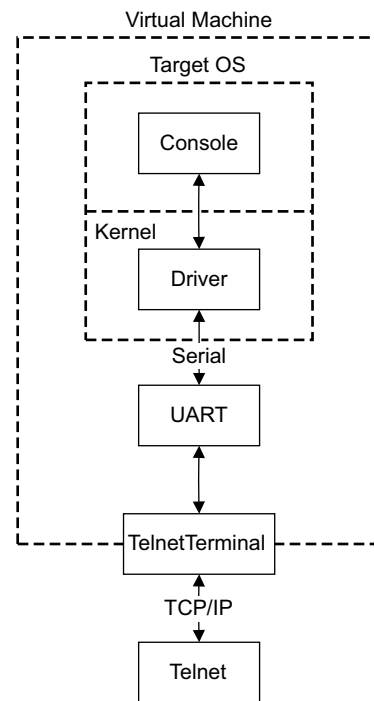 Virtual Machine
Target OS
Console
Kernel
Driver
Serial
UART
TelnetTerminal
TCP/IP
Telnet